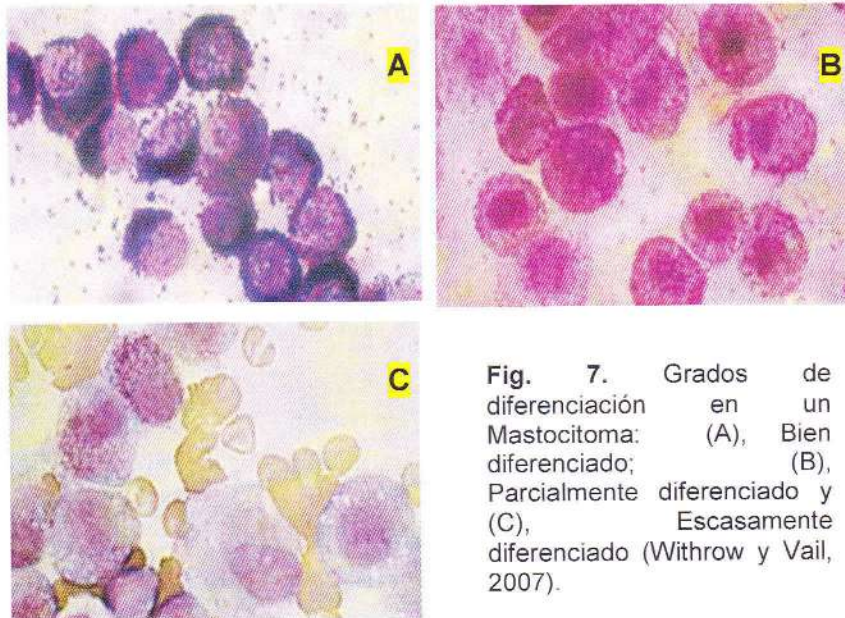 A
B
C
Fig. 7. Grados de
diferenciación en un
Mastocitoma: (A), Bien
diferenciado; (B),
Parcialmente diferenciado y
(C), Escasamente
diferenciado (Withrow y Vail,
2007).